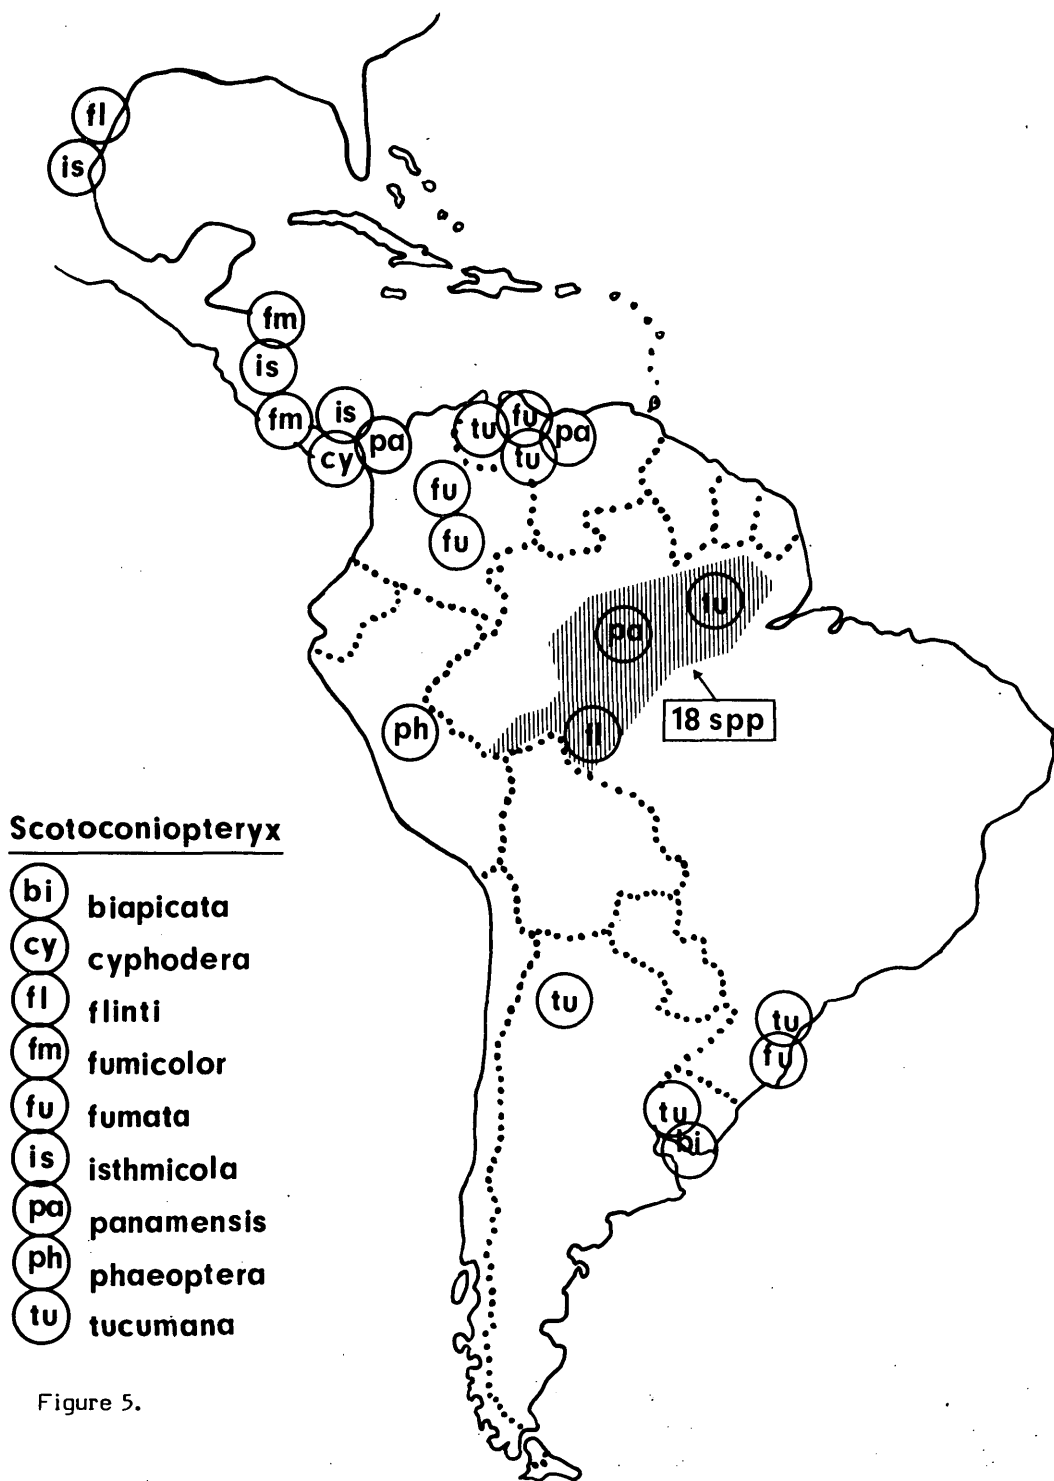 fl
is
fm
is
fm
is
cy
pa
tu
fu
tu
pa
fu
fu
tu
pa
18 spp
ph
fl
tu
tu
fu
tu
bi
Scotoconiopteryx
bi biapicata
cy cyphodera
fl flinti
fm fumicolor
fu fumata
is isthmicola
pa panamensis
ph phaeoptera
tu tucumana
Figure 5.